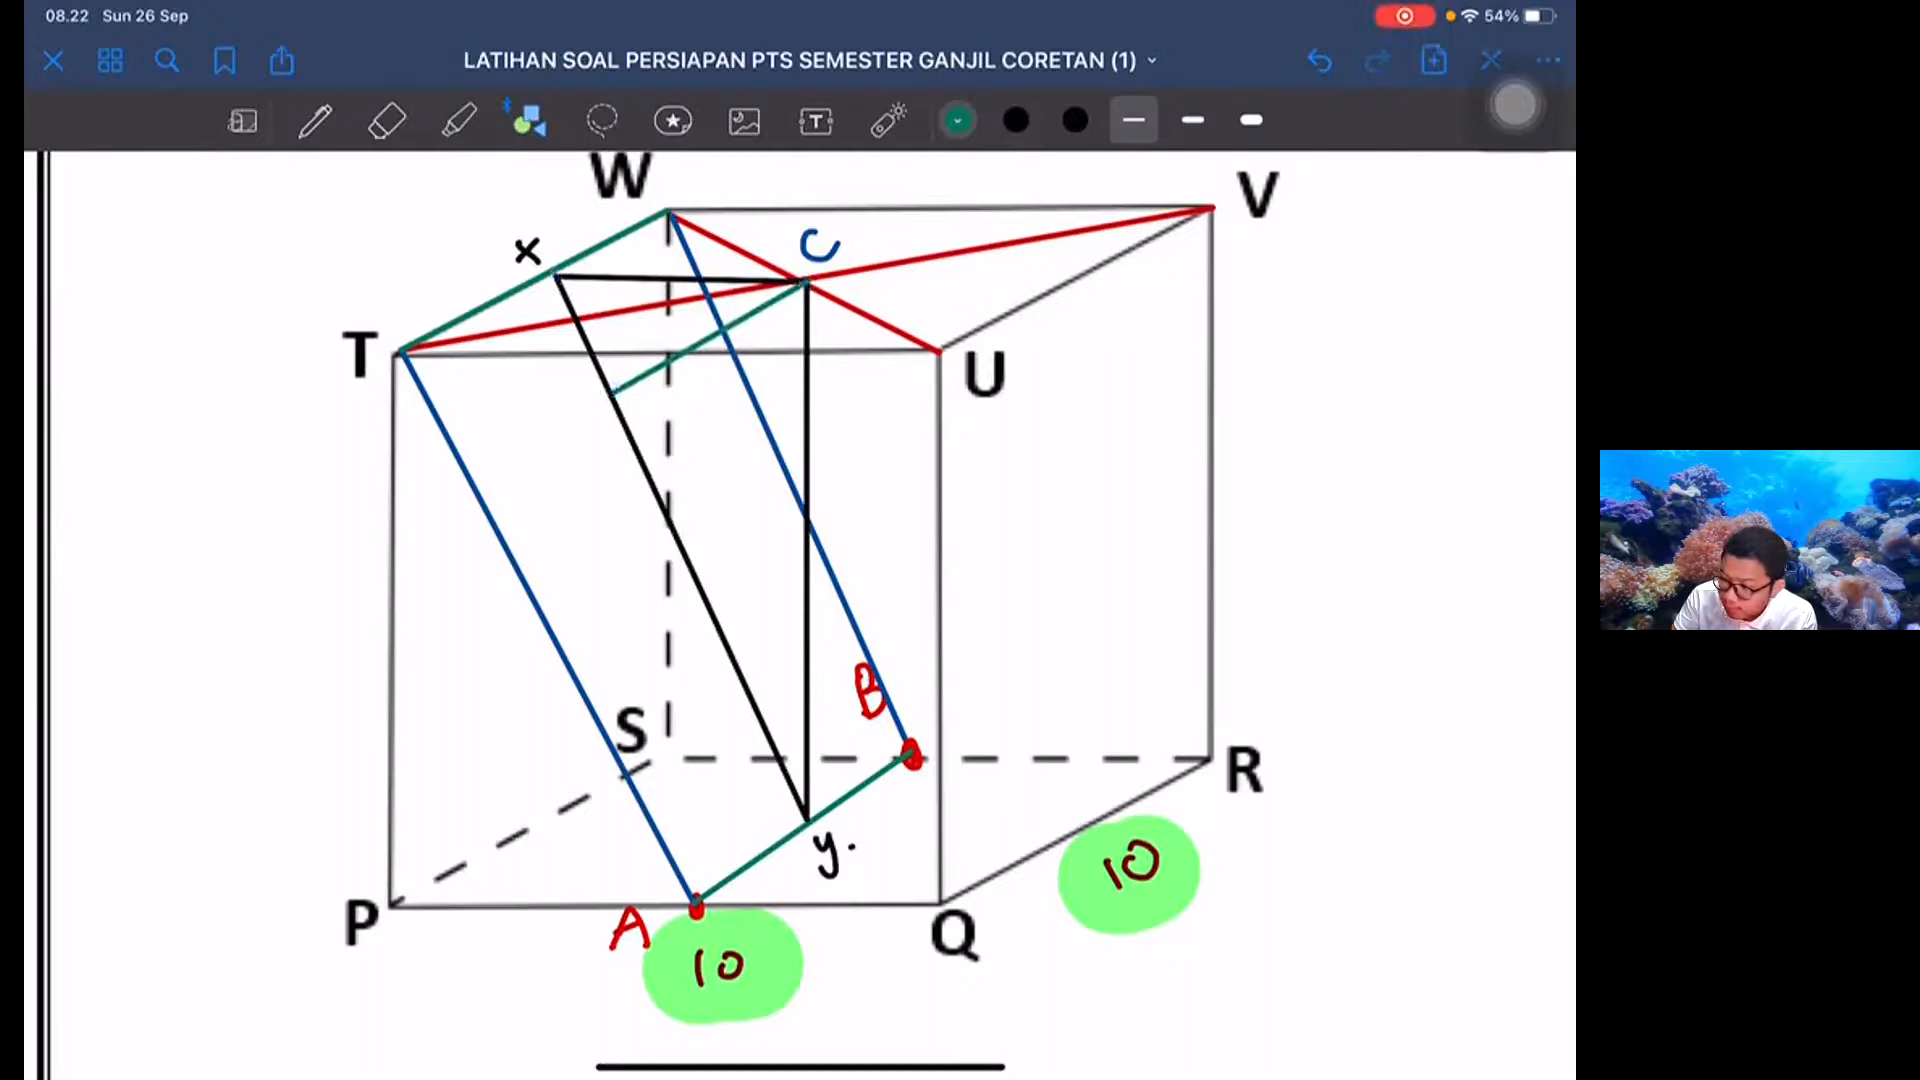 08.22 Sun 26 Sep
54%
LATIHAN SOAL PERSIAPAN PTS SEMESTER GANJIL CORETAN (1)
T
W
V
x
C
T
U
B
S
R
y.
10
P
A
Q
10